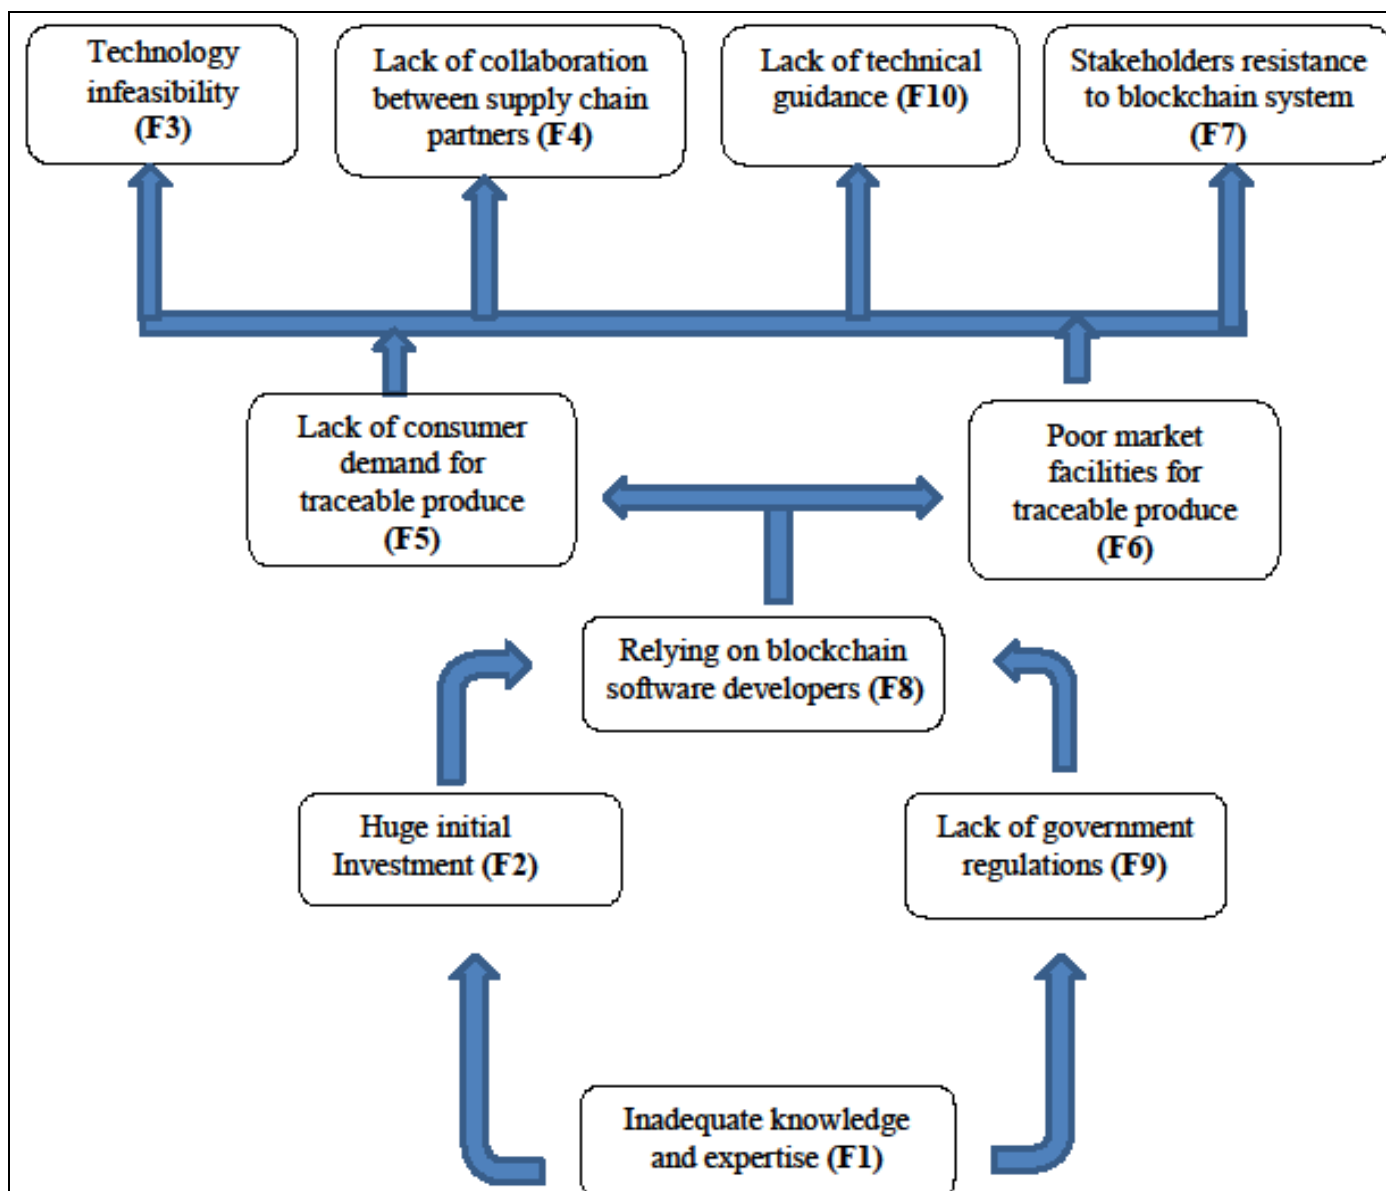 Technology
infeasibility
(F3)
Lack of collaboration
between supply chain
partners (F4)
Lack of technical
guidance (F10)
Stakeholders resistance
to blockchain system
(F7)
Lack of consumer
demand for
traceable produce
(F5)
Poor market
facilities for
traceable produce
(F6)
Relying on blockchain
software developers (F8)
Huge initial
Investment (F2)
Lack of government
regulations (F9)
Inadequate knowledge
and expertise (F1)